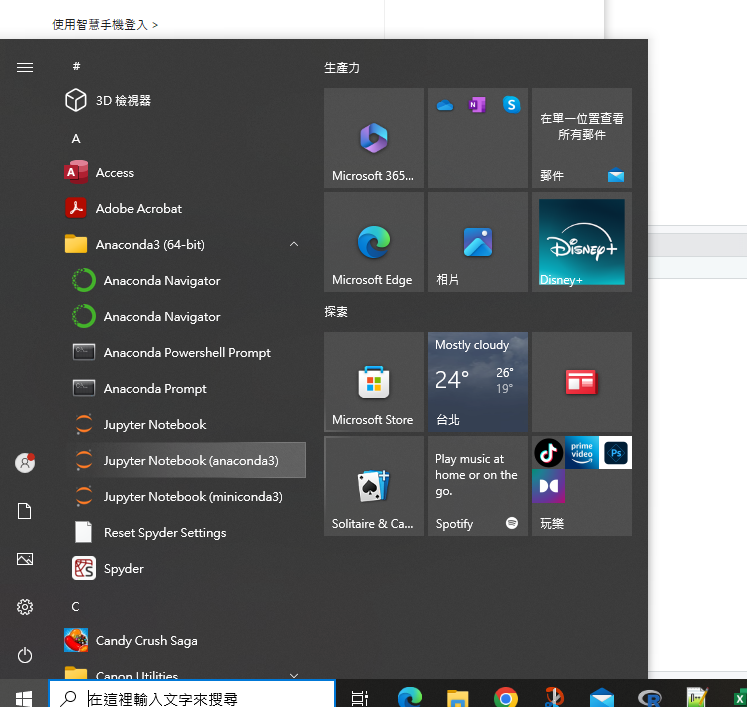 使用智慧手機登入 >
#
3D 檢視器
A
Access
Adobe Acrobat
Anaconda3 (64-bit)
Anaconda Navigator
Anaconda Navigator
Anaconda Powershell Prompt
Anaconda Prompt
Jupyter Notebook
Jupyter Notebook (anaconda3)
Jupyter Notebook (miniconda3)
Reset Spyder Settings
Spyder
C
Candy Crush Saga
Canon Utilities
生產力
Microsoft 365...
在單一位置查看
所有郵件
郵件
Microsoft Edge
相片
Disney+
Disney+
探索
Microsoft Store
Mostly cloudy
24°
26°
19°
台北
Solitaire & Ca...
Play music at
home or on the
go.
Spotify
prime
video
Ps
玩樂
在這裡輸入文字來搜尋